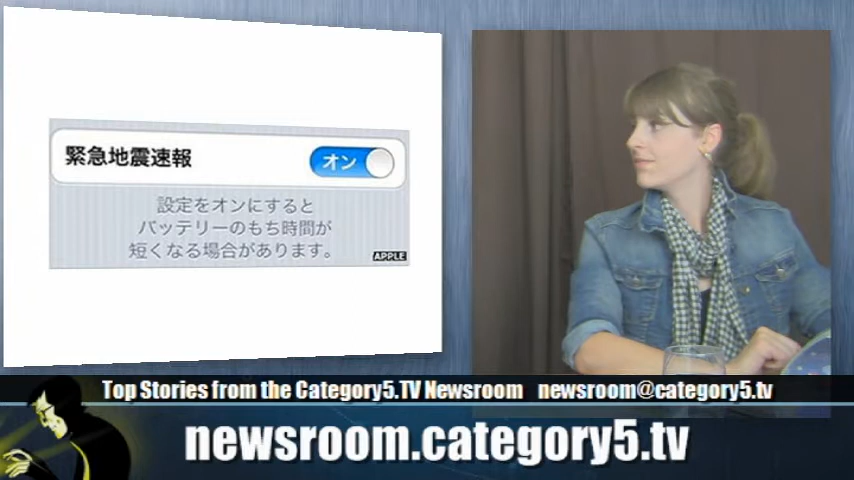 緊急地震速報
オン
設定をオンにすると
バッテリーのもち時間が
短くなる場合があります。
APPLE
Top Stories from the Category5.TV Newsroom newsroom@category5.tv
newsroom.category5.tv